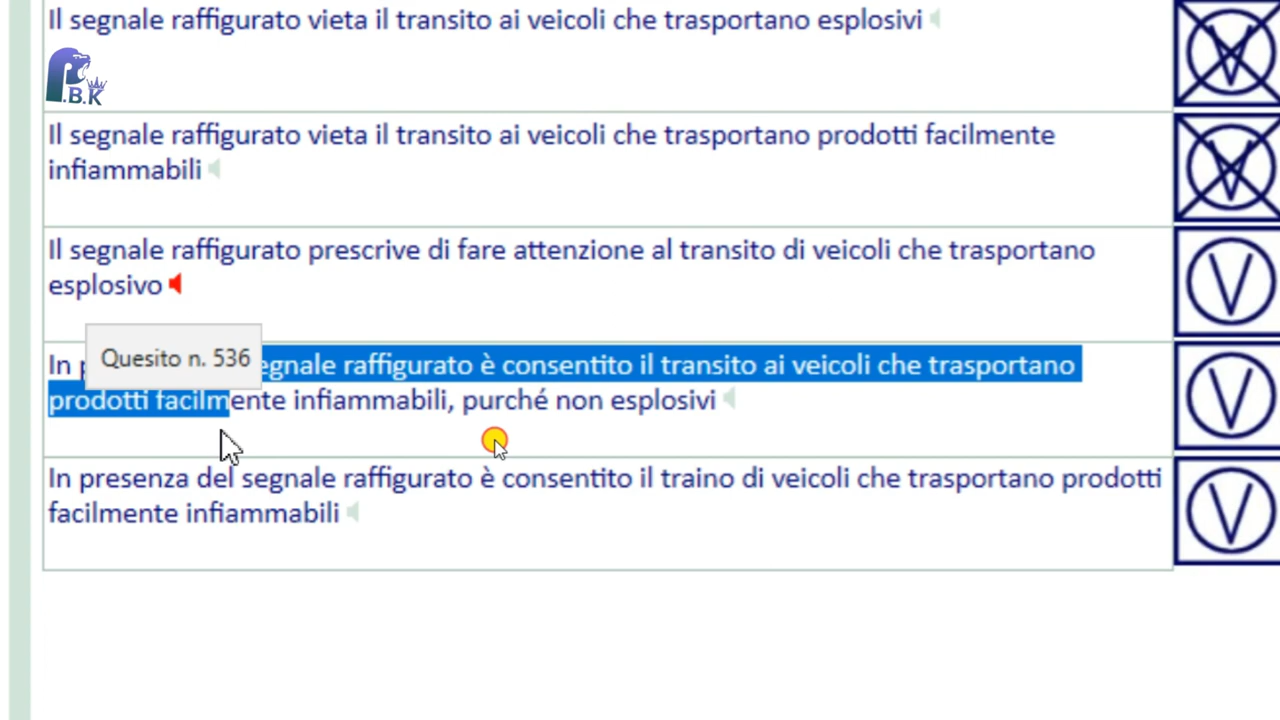 Il segnale raffigurato vieta il transito ai veicoli che trasportano esplosivi
V
P.B.K
Il segnale raffigurato vieta il transito ai veicoli che trasportano prodotti facilmente
infiammabili
V
Il segnale raffigurato prescrive di fare attenzione al transito di veicoli che trasportano
esplosivo
V
Quesito n. 536
In p egnale raffigurato è consentito il transito ai veicoli che trasportano
prodotti facilmente infiammabili, purché non esplosivi
V
In presenza del segnale raffigurato è consentito il traino di veicoli che trasportano prodotti
facilmente infiammabili
V